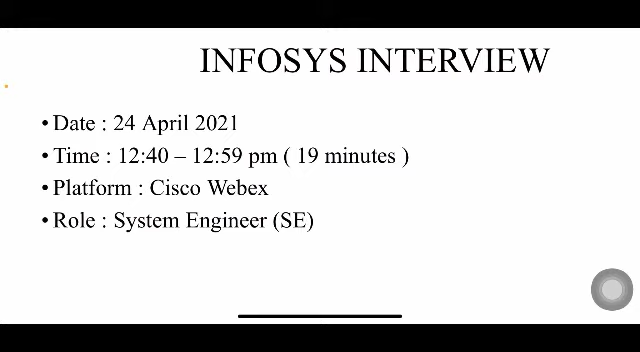 INFOSYS INTERVIEW
• Date : 24 April 2021
• Time : 12:40 – 12:59 pm ( 19 minutes )
• Platform : Cisco Webex
• Role : System Engineer (SE)